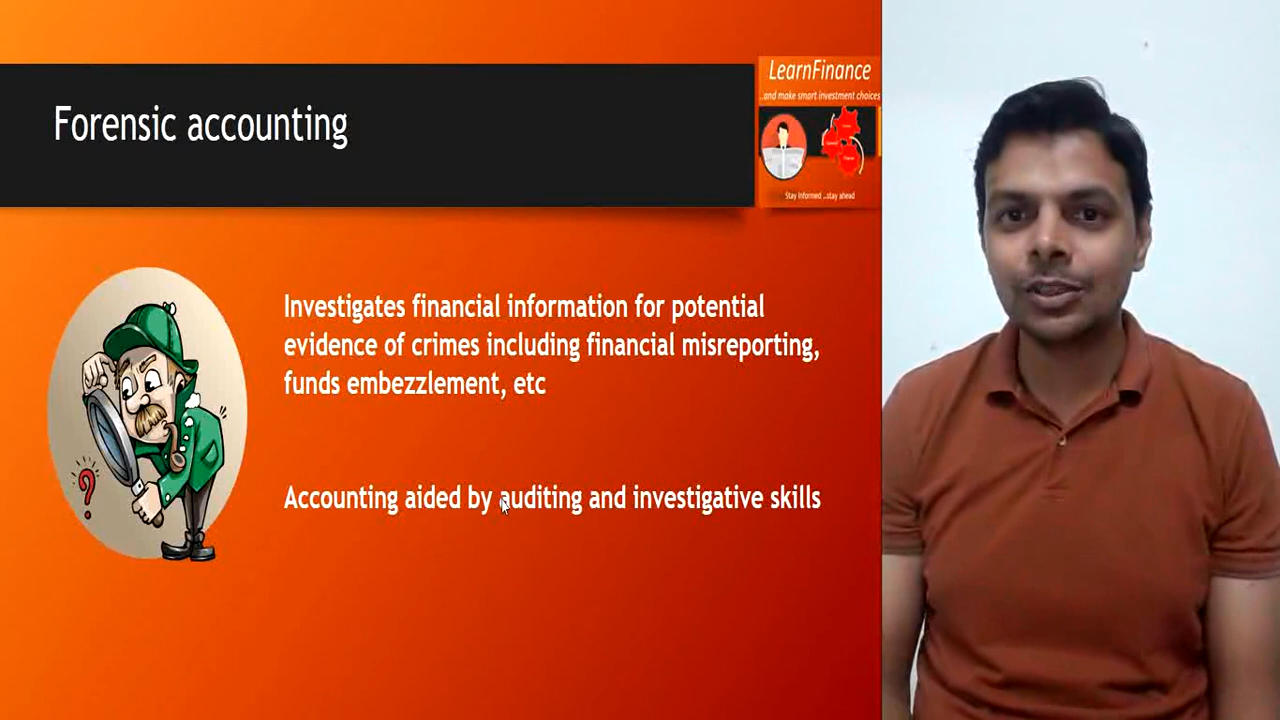 Forensic accounting
LearnFinance
..and make smart investment choices
Stay Informed ..stay ahead
Investigates financial information for potential
evidence of crimes including financial misreporting,
funds embezzlement, etc
?
Accounting aided by auditing and investigative skills